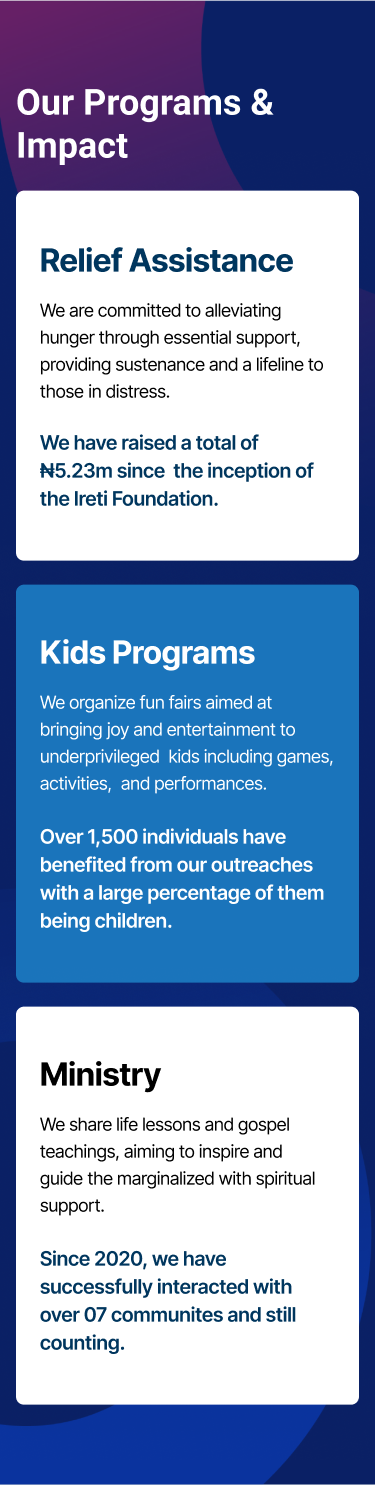 Our Programs &
Impact
Relief Assistance
We are committed to alleviating
hunger through essential support,
providing sustenance and a lifeline to
those in distress.
We have raised a total of
₦5.23m since  the inception of
the Ireti Foundation.
Kids Programs
We organize fun fairs aimed at
bringing joy and entertainment to
underprivileged  kids including games,
activities,  and performances.
Over 1,500 individuals have
benefited from our outreaches
with a large percentage of them
being children.
Ministry
We share life lessons and gospel
teachings, aiming to inspire and
guide the marginalized with spiritual
support.
Since 2020, we have
successfully interacted with
over 07 communites and still
counting.